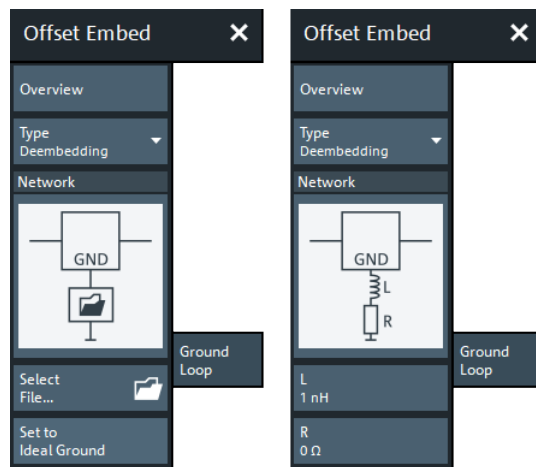 Offset Embed
Overview
Type
Deembedding
Network
GND
Select
File...
Set to
Ideal Ground
Ground
Loop
Offset Embed
Overview
Type
Deembedding
Network
GND
L
R
L
1 nH
R
0 Ω
Ground
Loop